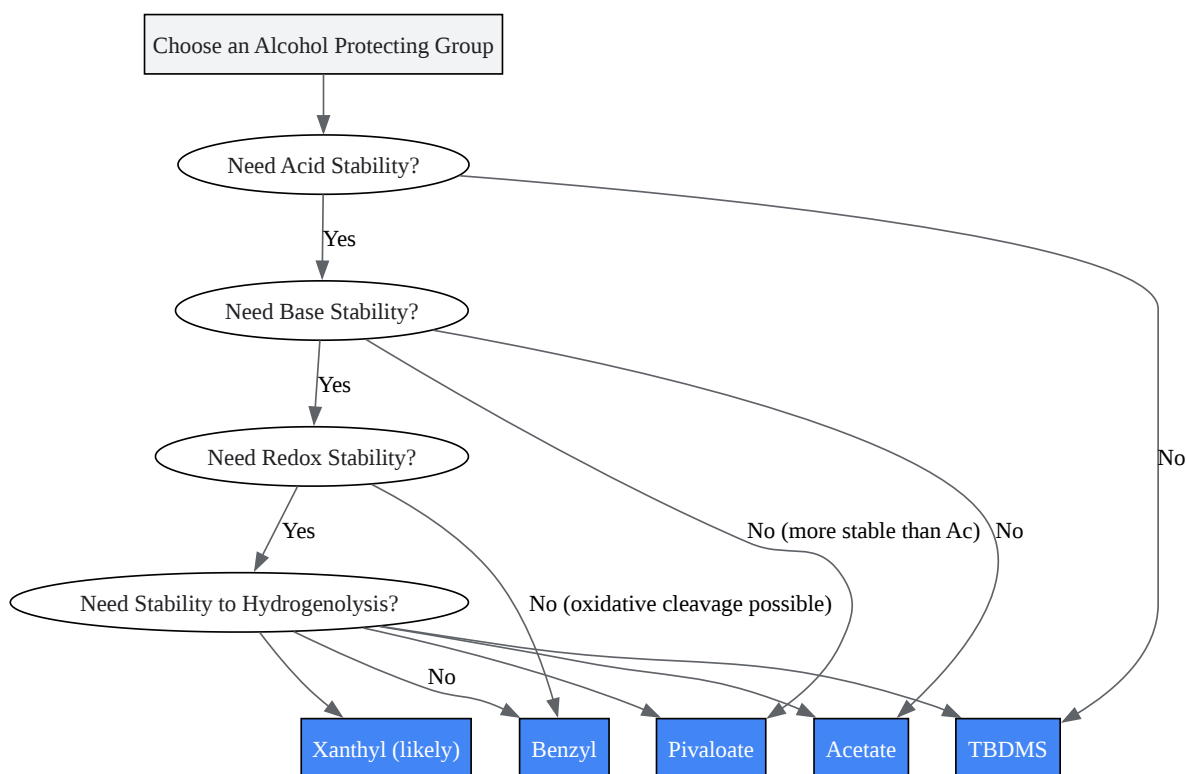 Choose an Alcohol Protecting Group
Need Acid Stability?
Yes
Need Base Stability?
Yes
Need Redox Stability?
No
No (more stable than Ac)
No
Yes
Need Stability to Hydrogenolysis?
No (oxidative cleavage possible)
No
Xanthyl (likely)
Benzyl
Pivaloate
Acetate
TBDMS